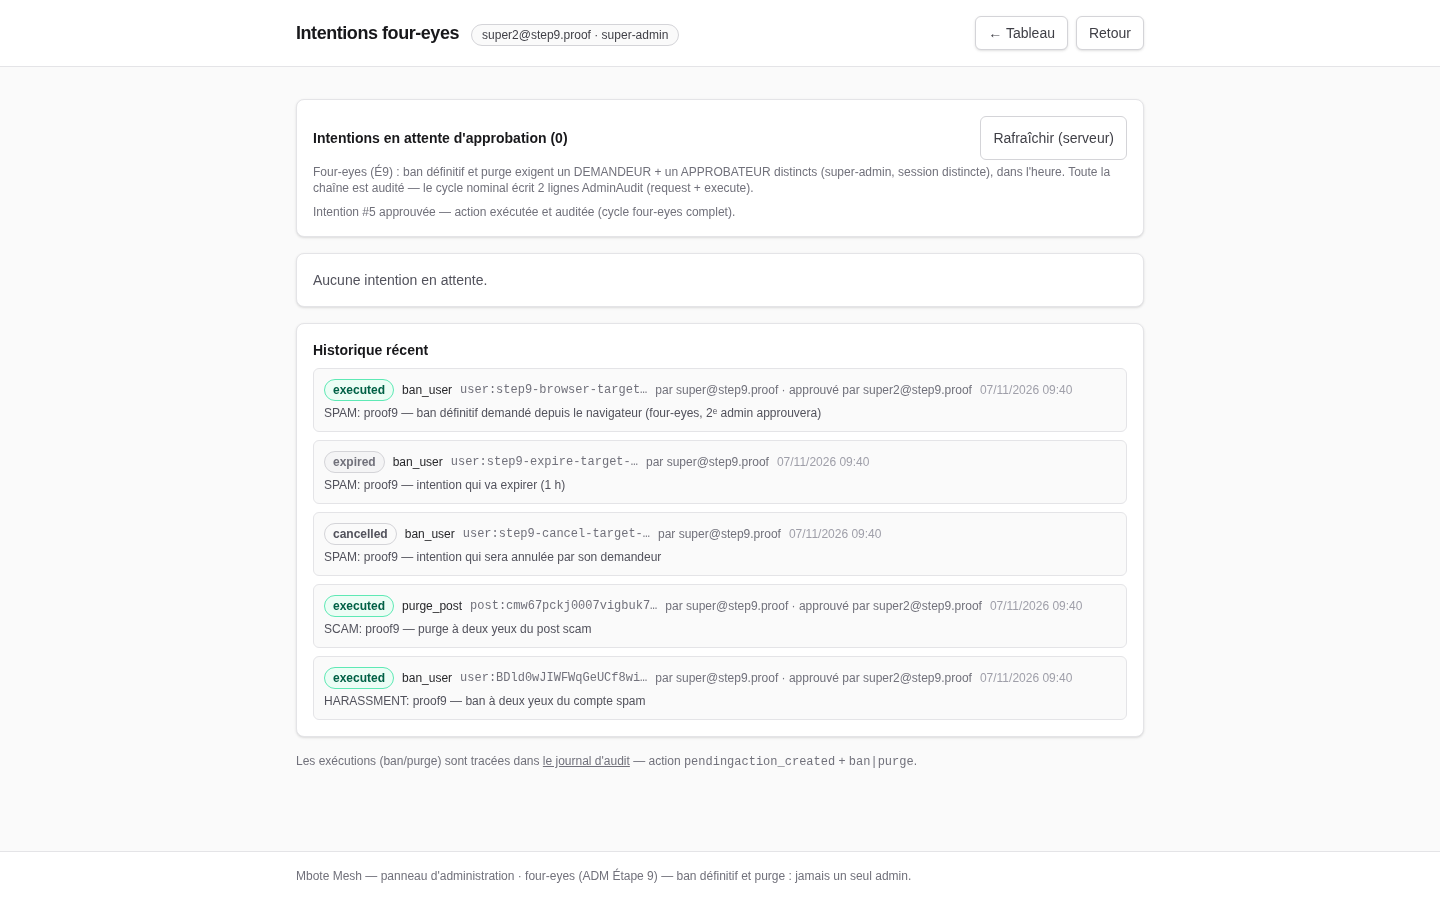 Intentions four-eyes
super2@step9.proof · super-admin
← Tableau
Retour
Intentions en attente d'approbation (0)
Rafraîchir (serveur)
Four-eyes (É9) : ban définitif et purge exigent un DEMANDEUR + un APPROBATEUR distincts (super-admin, session distincte), dans l'heure. Toute la
chaîne est audité — le cycle nominal écrit 2 lignes AdminAudit (request + execute).
Intention #5 approuvée — action exécutée et auditée (cycle four-eyes complet).
Aucune intention en attente.
Historique récent
executed ban_user user:step9-browser-target… par super@step9.proof · approuvé par super2@step9.proof 07/11/2026 09:40
SPAM: proof9 — ban définitif demandé depuis le navigateur (four-eyes, 2ᵉ admin approuvera)
expired ban_user user:step9-expire-target-… par super@step9.proof 07/11/2026 09:40
SPAM: proof9 — intention qui va expirer (1 h)
cancelled ban_user user:step9-cancel-target-… par super@step9.proof 07/11/2026 09:40
SPAM: proof9 — intention qui sera annulée par son demandeur
executed purge_post post:cmw67pckj0007vigbuk7… par super@step9.proof · approuvé par super2@step9.proof 07/11/2026 09:40
SCAM: proof9 — purge à deux yeux du post scam
executed ban_user user:BDld0wJIWFWqGeUCf8wi… par super@step9.proof · approuvé par super2@step9.proof 07/11/2026 09:40
HARASSMENT: proof9 — ban à deux yeux du compte spam
Les exécutions (ban/purge) sont tracées dans le journal d'audit — action pendingaction_created + ban|purge.
Mbote Mesh — panneau d'administration · four-eyes (ADM Étape 9) — ban définitif et purge : jamais un seul admin.